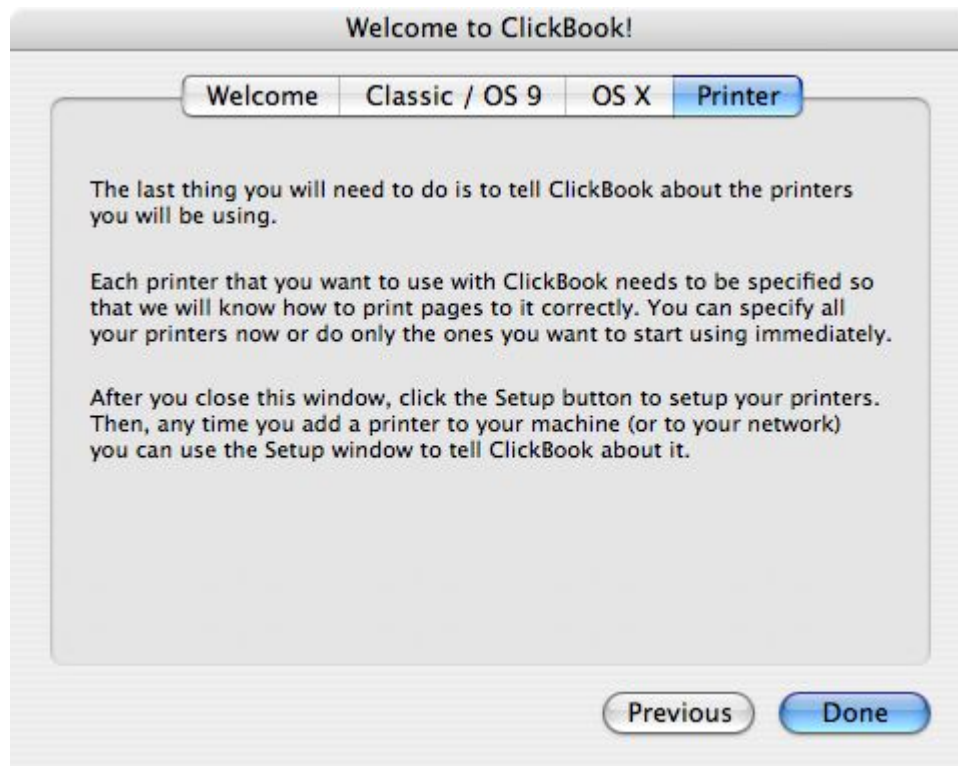 Welcome to ClickBook!
Welcome Classic / OS 9 OS X Printer
The last thing you will need to do is to tell ClickBook about the printers
you will be using.
Each printer that you want to use with ClickBook needs to be specified so
that we will know how to print pages to it correctly. You can specify all
your printers now or do only the ones you want to start using immediately.
After you close this window, click the Setup button to setup your printers.
Then, any time you add a printer to your machine (or to your network)
you can use the Setup window to tell ClickBook about it.
Previous Done